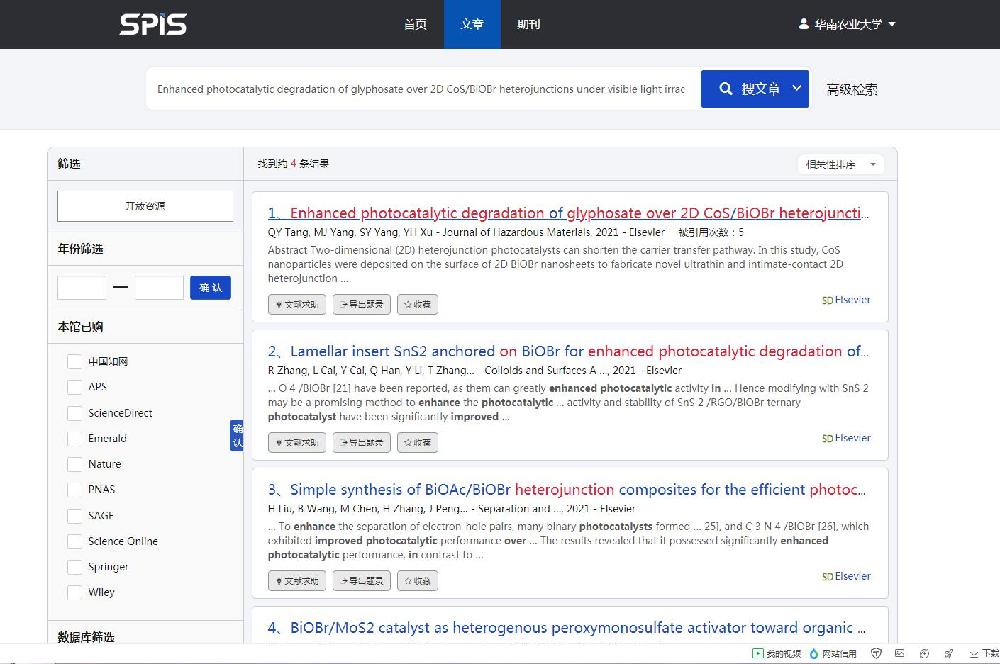 SPIS
首页
文章
期刊
华南农业大学
Enhanced photocatalytic degradation of glyphosate over 2D CoS/BiOBr heterojunctions under visible light irrac
搜文章
高级检索
筛选
找到约 4 条结果
相关性排序
开放资源
年份筛选
—
确 认
本馆已购
中国知网
APS
ScienceDirect
Emerald
Nature
PNAS
SAGE
Science Online
Springer
Wiley
确认
数据库筛选
1、Enhanced photocatalytic degradation of glyphosate over 2D CoS/BiOBr heterojuncti...
QY Tang, MJ Yang, SY Yang, YH Xu - Journal of Hazardous Materials, 2021 - Elsevier 被引用次数：5
Abstract Two-dimensional (2D) heterojunction photocatalysts can shorten the carrier transfer pathway. In this study, CoS
nanoparticles were deposited on the surface of 2D BiOBr nanosheets to fabricate novel ultrathin and intimate-contact 2D
heterojunction ...
文献求助 导出题录 收藏
SD Elsevier
2、Lamellar insert SnS2 anchored on BiOBr for enhanced photocatalytic degradation of...
R Zhang, L Cai, Y Cai, Q Han, Y Li, T Zhang... - Colloids and Surfaces A ..., 2021 - Elsevier
... O 4 /BiOBr [21] have been reported, as them can greatly enhanced photocatalytic activity in ... Hence modifying with SnS 2
may be a promising method to enhance the photocatalytic ... activity and stability of SnS 2 /RGO/BiOBr ternary
photocatalyst have been significantly improved ...
文献求助 导出题录 收藏
SD Elsevier
3、Simple synthesis of BiOAc/BiOBr heterojunction composites for the efficient photoc...
H Liu, B Wang, M Chen, H Zhang, J Peng... - Separation and ..., 2021 - Elsevier
... To enhance the separation of electron-hole pairs, many binary photocatalysts formed ... 25], and C 3 N 4 /BiOBr [26], which
exhibited improved photocatalytic performance over ... The results revealed that it possessed significantly enhanced
photocatalytic performance, in contrast to ...
文献求助 导出题录 收藏
SD Elsevier
4、BiOBr/MoS2 catalyst as heterogenous peroxymonosulfate activator toward organic ...
我的视频
网站信用
下载